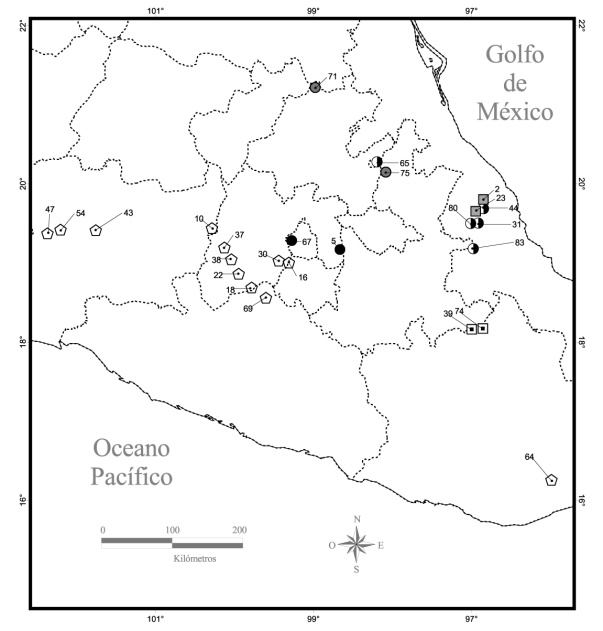 101° 99° 97°
22° 22°
Golfo
de
México
71
65
75
20° 20°
2
23
80 44
31
47 54 43 10
37 67 5 83
38 30
22 16
18
69
39 74
18° 18°
Oceano
Pacífico
64
16° 16°
0 100 200
Kilómetros
N
O E
S
101° 99° 97°